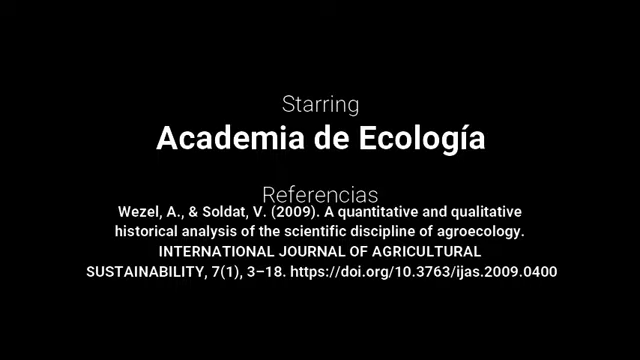 Starring
Academia de Ecología
Referencias
Wezel, A., & Soldat, V. (2009). A quantitative and qualitative
historical analysis of the scientific discipline of agroecology.
INTERNATIONAL JOURNAL OF AGRICULTURAL
SUSTAINABILITY, 7(1), 3–18. https://doi.org/10.3763/ijas.2009.0400